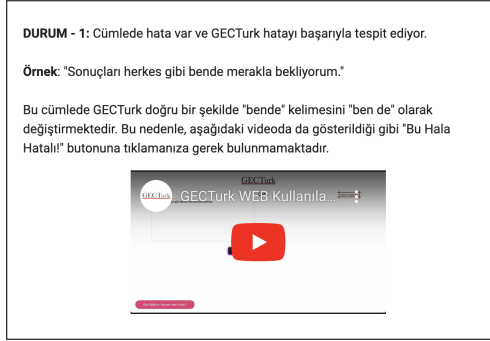 DURUM - 1: Cümlede hata var ve GECTurk hatayı başarıyla tespit ediyor.
Örnek: "Sonuçları herkes gibi bende merakla bekliyorum."
Bu cümlede GECTurk doğru bir şekilde "bende" kelimesini "ben de" olarak
değiştirmektedir. Bu nedenle, aşağıdaki videoda da gösterildiği gibi "Bu Hala
Hatalı!" butonuna tıklamanıza gerek bulunmamaktadır.
GECTurk
GECTurk
GECTurk WEB Kullanıla...